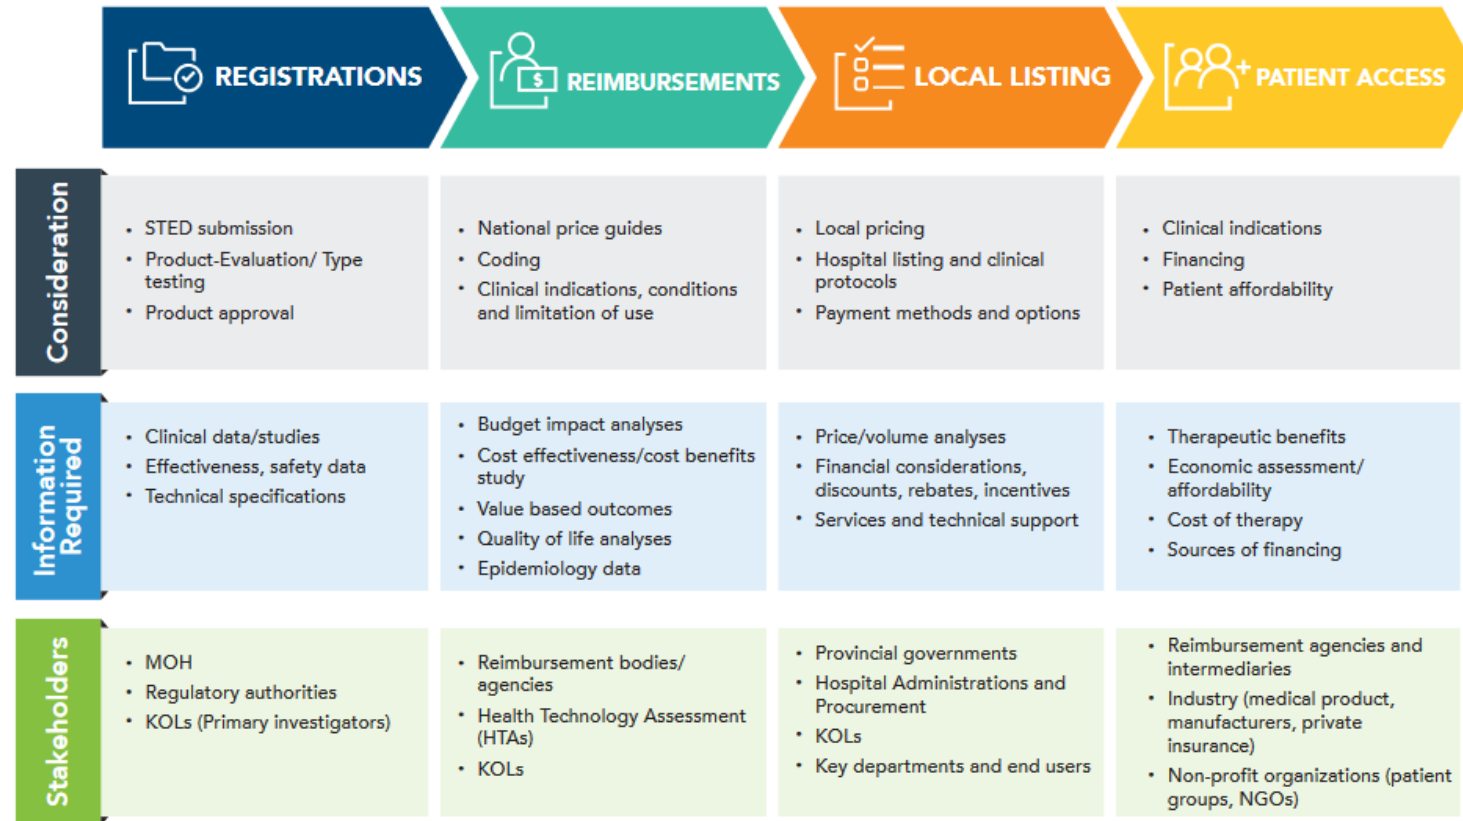 REGISTRATIONS
REIMBURSEMENTS
LOCAL LISTING
PATIENT ACCESS
Consideration
• STED submission
• Product-Evaluation/ Type
testing
• Product approval
• National price guides
• Coding
• Clinical indications, conditions
and limitation of use
• Local pricing
• Hospital listing and clinical
protocols
• Payment methods and options
• Clinical indications
• Financing
• Patient affordability
Information
Required
• Clinical data/studies
• Effectiveness, safety data
• Technical specifications
• Budget impact analyses
• Cost effectiveness/cost benefits
study
• Value based outcomes
• Quality of life analyses
• Epidemiology data
• Price/volume analyses
• Financial considerations,
discounts, rebates, incentives
• Services and technical support
• Therapeutic benefits
• Economic assessment/
affordability
• Cost of therapy
• Sources of financing
Stakeholders
• MOH
• Regulatory authorities
• KOLs (Primary investigators)
• Reimbursement bodies/
agencies
• Health Technology Assessment
(HTAs)
• KOLs
• Provincial governments
• Hospital Administrations and
Procurement
• KOLs
• Key departments and end users
• Reimbursement agencies and
intermediaries
• Industry (medical product,
manufacturers, private
insurance)
• Non-profit organizations (patient
groups, NGOs)